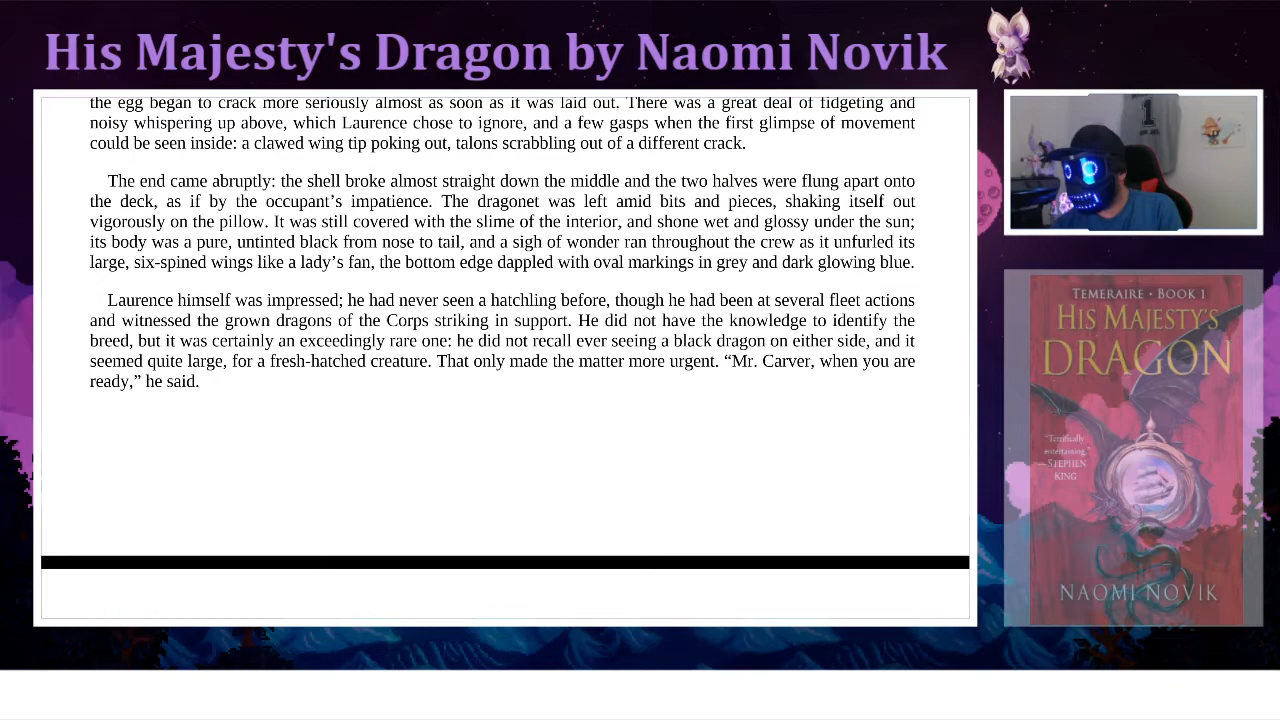 His Majesty's Dragon by Naomi Novik
the egg began to crack more seriously almost as soon as it was laid out. There was a great deal of fidgeting and
noisy whispering up above, which Laurence chose to ignore, and a few gasps when the first glimpse of movement
could be seen inside: a clawed wing tip poking out, talons scrabbling out of a different crack.
The end came abruptly: the shell broke almost straight down the middle and the two halves were flung apart onto
the deck, as if by the occupant’s impatience. The dragonet was left amid bits and pieces, shaking itself out
vigorously on the pillow. It was still covered with the slime of the interior, and shone wet and glossy under the sun;
its body was a pure, untinted black from nose to tail, and a sigh of wonder ran throughout the crew as it unfurled its
large, six-spined wings like a lady’s fan, the bottom edge dappled with oval markings in grey and dark glowing blue.
Laurence himself was impressed; he had never seen a hatchling before, though he had been at several fleet actions
and witnessed the grown dragons of the Corps striking in support. He did not have the knowledge to identify the
breed, but it was certainly an exceedingly rare one: he did not recall ever seeing a black dragon on either side, and it
seemed quite large, for a fresh-hatched creature. That only made the matter more urgent. “Mr. Carver, when you are
ready,” he said.
1
TEMERAIRE • BOOK 1
HIS MAJESTY'S
DRAGON
"Terrifically
entertaining."
—STEPHEN
KING
NAOMI NOVIK